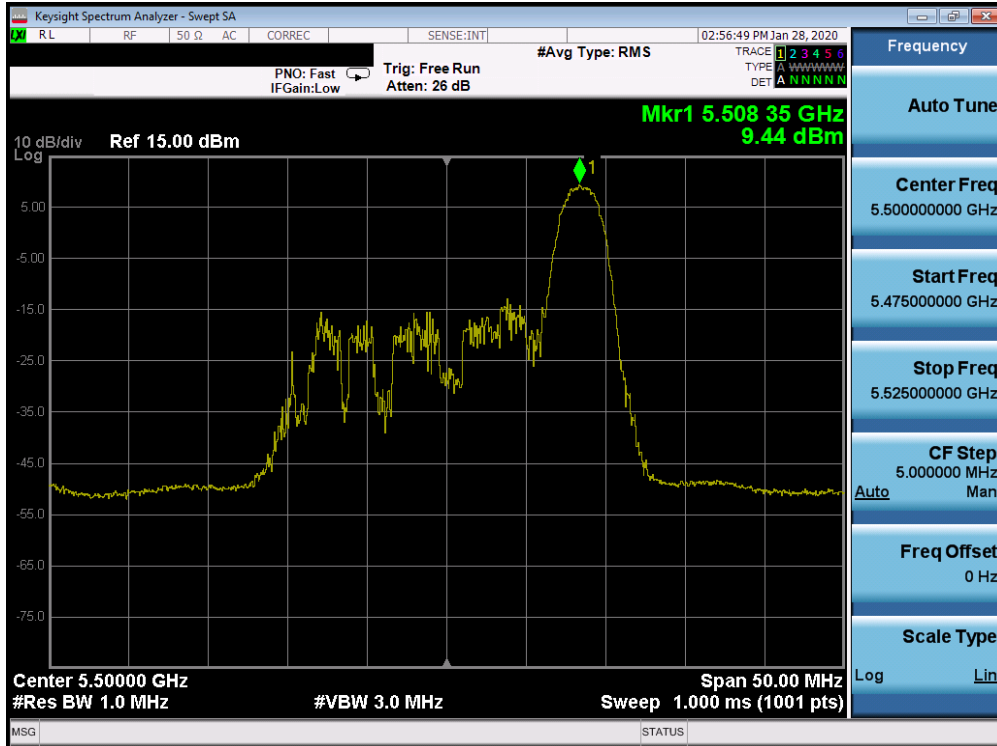 Keysight Spectrum Analyzer - Swept SA
LXI RL RF 50 Ω AC CORREC SENSE:INT 02:56:49 PM Jan 28, 2020
#Avg Type: RMS
TRACE 1 2 3 4 5 6
TYPE A WWWWW
DET A N N N N N
PNO: Fast
IFGain:Low
Trig: Free Run
Atten: 26 dB
Mkr1 5.508 35 GHz
9.44 dBm
10 dB/div Ref 15.00 dBm
Log
1
5.00
-5.00
-15.0
-25.0
-35.0
-45.0
-55.0
-65.0
-75.0
Center 5.50000 GHz Span 50.00 MHz
#Res BW 1.0 MHz #VBW 3.0 MHz Sweep 1.000 ms (1001 pts)
MSG STATUS
Frequency
Auto Tune
Center Freq
5.500000000 GHz
Start Freq
5.475000000 GHz
Stop Freq
5.525000000 GHz
CF Step
5.000000 MHz
Auto Man
Freq Offset
0 Hz
Scale Type
Log Lin